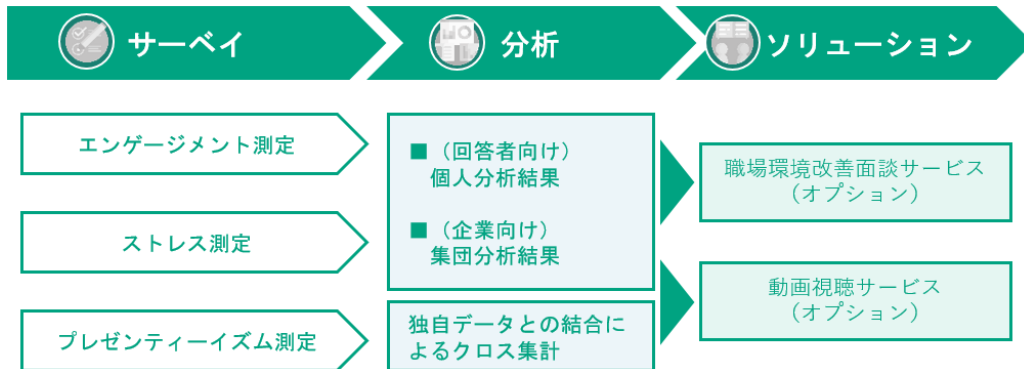 サーベイ
分析
ソリューション
エンゲージメント測定
ストレス測定
プレゼンティーイズム測定
■（回答者向け）
個人分析結果
■（企業向け）
集団分析結果
独自データとの結合に
よるクロス集計
職場環境改善面談サービス
（オプション）
動画視聴サービス
（オプション）